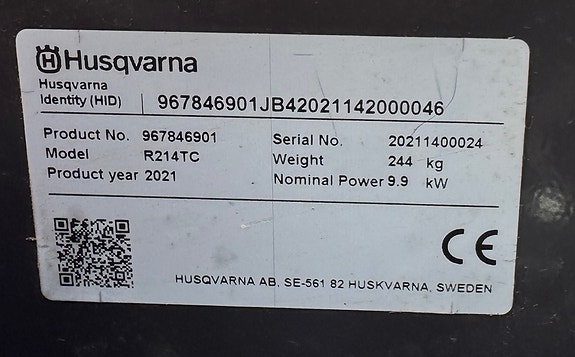 Husqvarna
Husqvarna
Identity (HID) 967846901JB42021142000046
Product No. 967846901 Serial No. 20211400024
Model R214TC Weight 244 kg
Product year 2021 Nominal Power 9.9 kW
CE
HUSQVARNA AB, SE-561 82 HUSKVARNA, SWEDEN